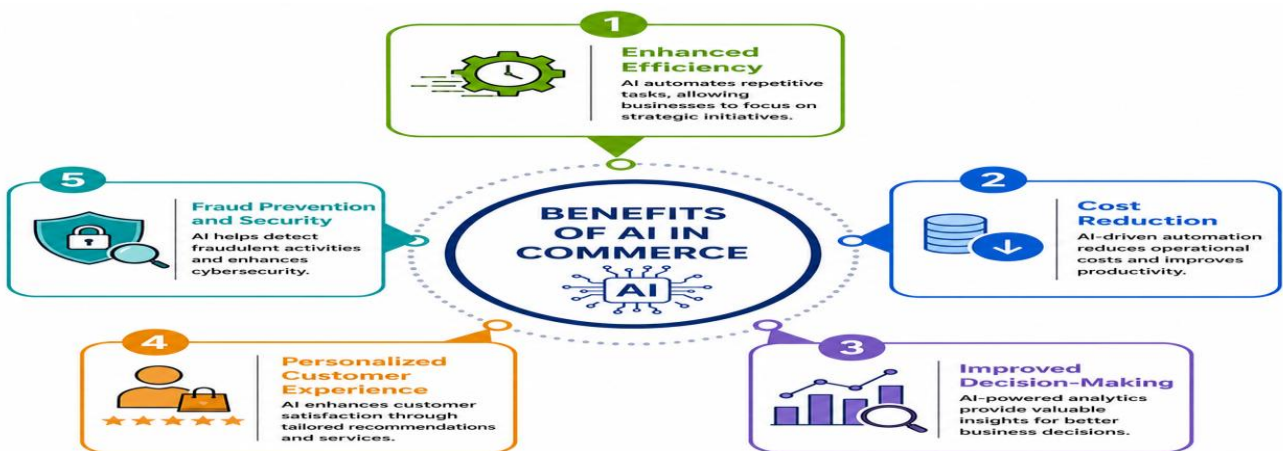 1
Enhanced
Efficiency
AI automates repetitive
tasks, allowing
businesses to focus on
strategic initiatives.
BENEFITS
OF AI IN
COMMERCE
AI
2
Cost
Reduction
AI-driven automation
reduces operational
costs and improves
productivity.
3
Improved
Decision-Making
AI-powered analytics
provide valuable
insights for better
business decisions.
4
Personalized
Customer
Experience
AI enhances customer
satisfaction through
tailored recommendations
and services.
5
Fraud Prevention
and Security
AI helps detect
fraudulent activities
and enhances
cybersecurity.